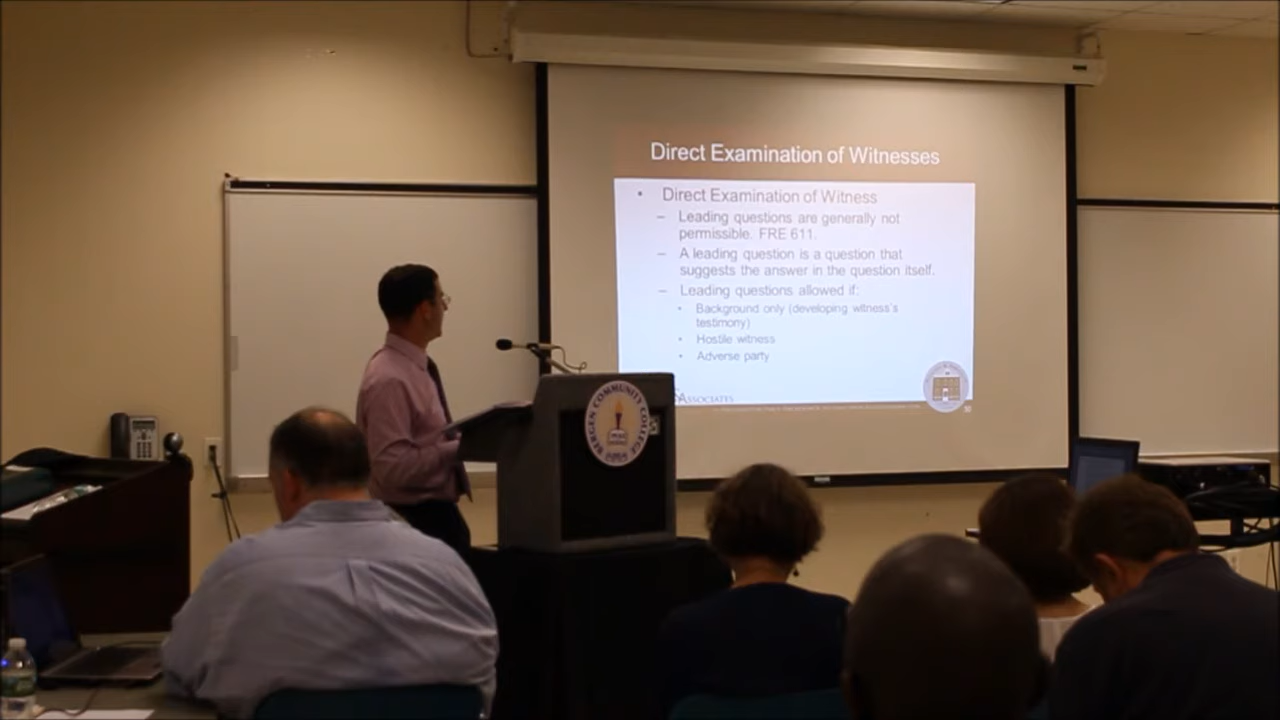 Direct Examination of Witnesses
• Direct Examination of Witness
– Leading questions are generally not
permissible. FRE 611.
– A leading question is a question that
suggests the answer in the question itself.
– Leading questions allowed if:
• Background only (developing witness's
testimony)
• Hostile witness
• Adverse party
ASSOCIATES
BERGEN COMMUNITY COLLEGE